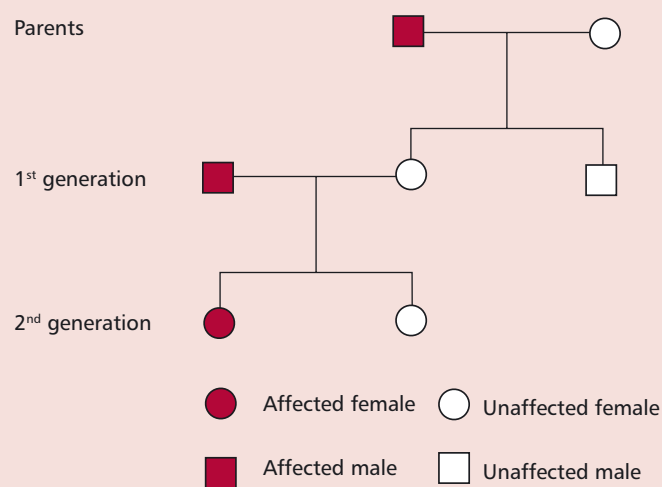 Parents
1st generation
2nd generation
Affected female
Unaffected female
Affected male
Unaffected male